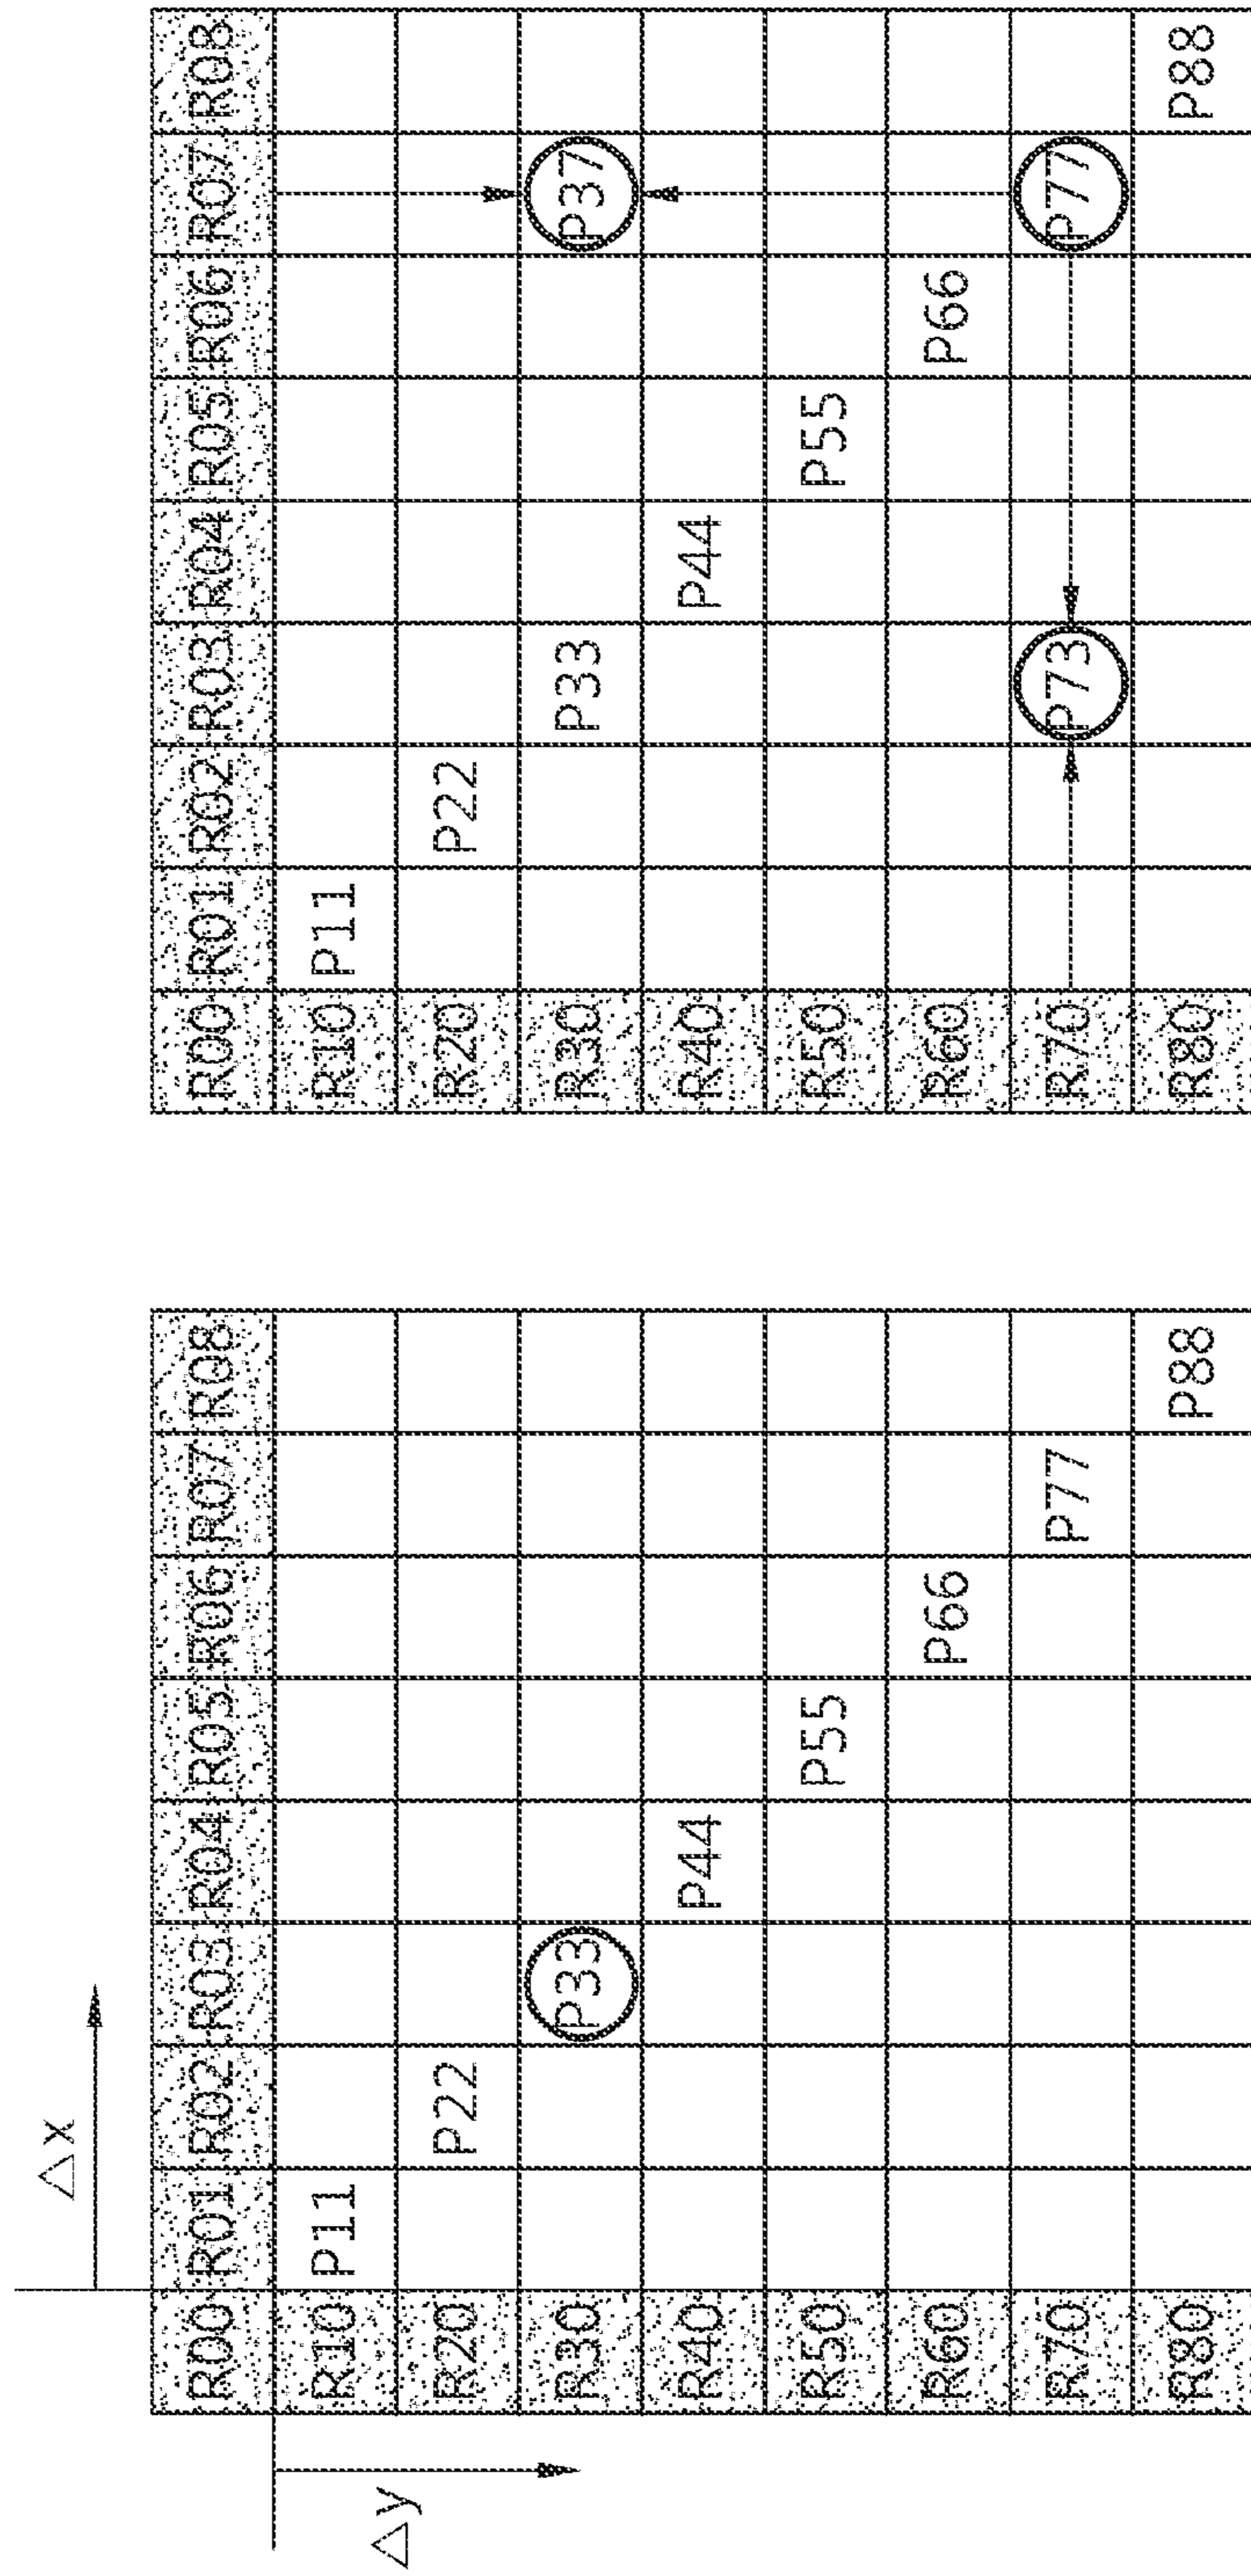 △x
△y
R00 R01 R02 R03 R04 R05 R06 R07 R08
R10 P11
R20 P22
R30 P33
R40 P44
R50 P55
R60 P66
R70 P77
R80 P88
R00 R01 R02 R03 R04 R05 R06 R07 R08
R10 P11
R20 P22
R30 P33 P37
R40 P44
R50 P55
R60 P66
R70 P73 P77
R80 P88